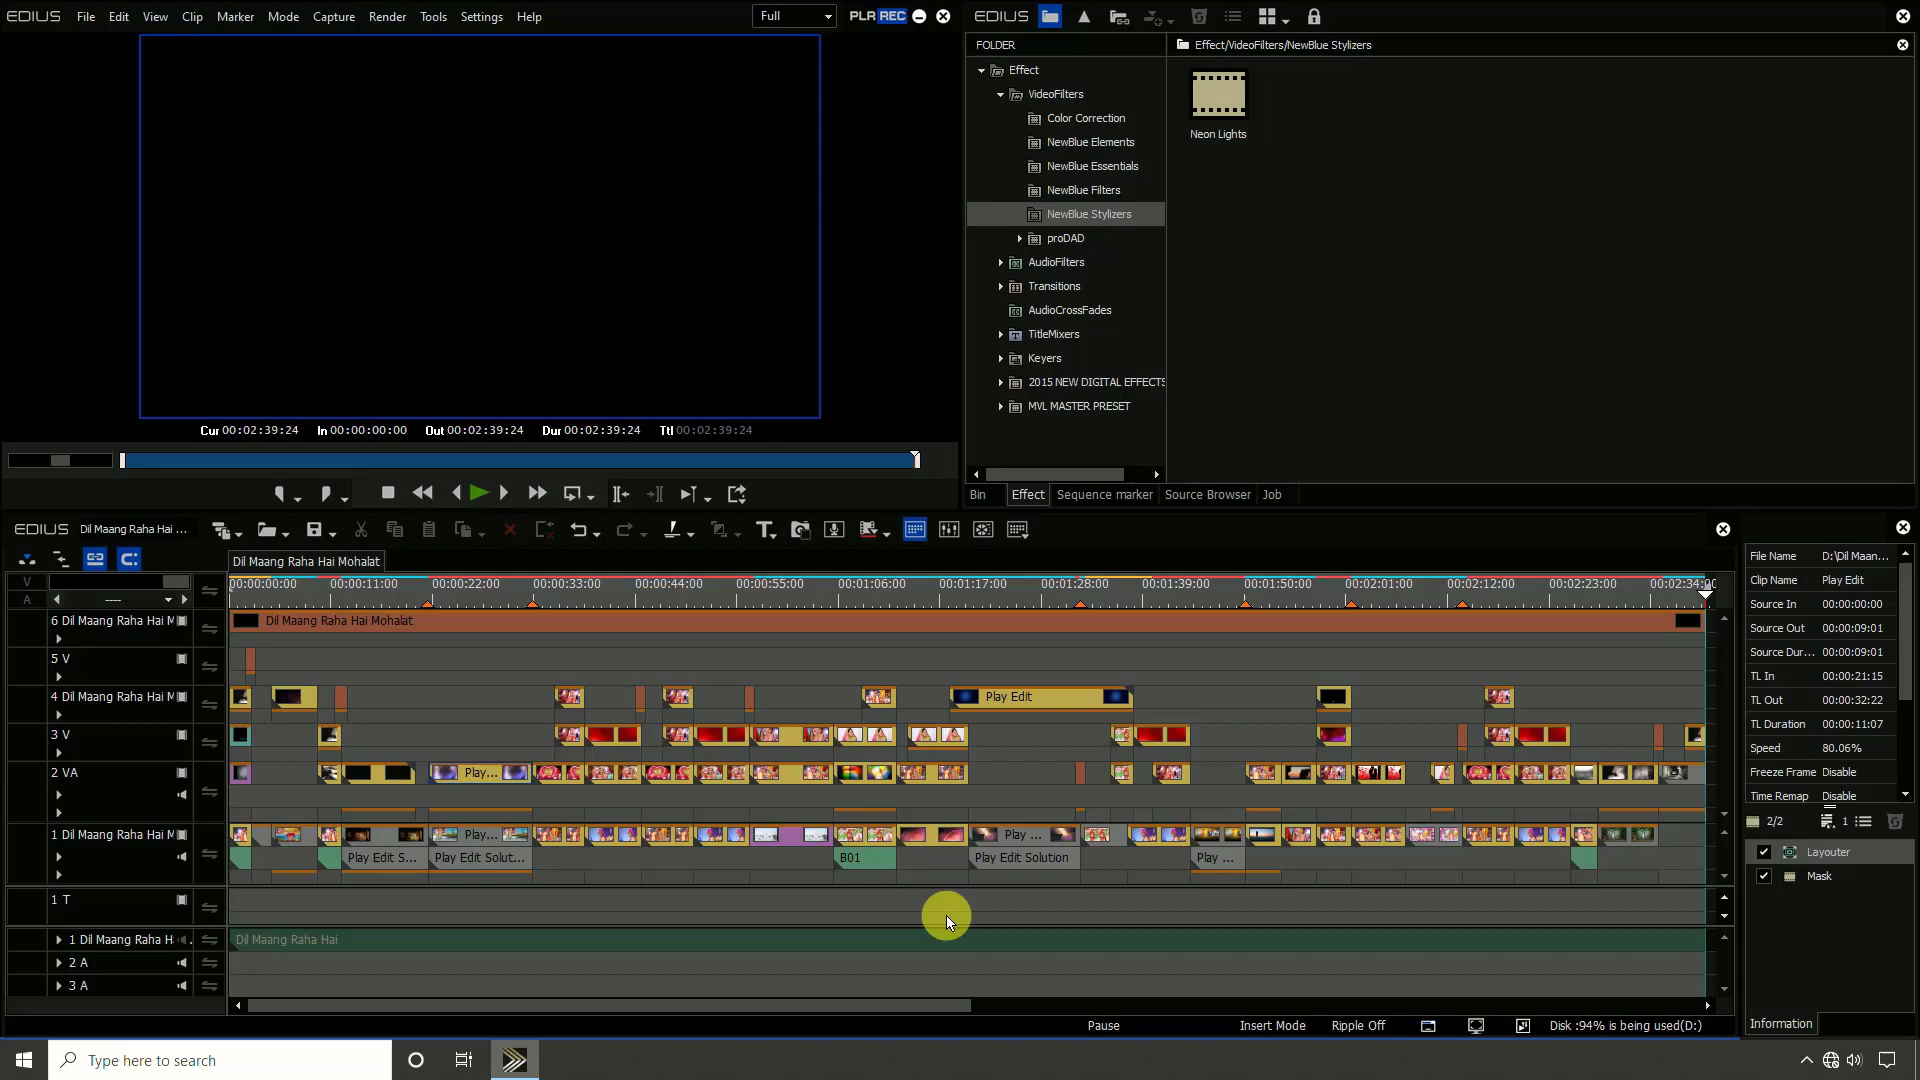 EDIUS File Edit View Clip Marker Mode Capture Render Tools Settings Help Full PLR REC
EDIUS
FOLDER
Effect/VideoFilters/NewBlue Stylizers
Effect
VideoFilters
Color Correction
NewBlue Elements
NewBlue Essentials
NewBlue Filters
NewBlue Stylizers
proDAD
AudioFilters
Transitions
AudioCrossFades
TitleMixers
Keyers
2015 NEW DIGITAL EFFECTS
MVL MASTER PRESET
Neon Lights
Cur 00:02:39:24 In 00:00:00:00 Out 00:02:39:24 Dur 00:02:39:24 Ttl 00:02:39:24
Bin Effect Sequence marker Source Browser Job
EDIUS Dil Maang Raha Hai ...
Dil Maang Raha Hai Mohalat
00:00:00:00 00:00:11:00 00:00:22:00 00:00:33:00 00:00:44:00 00:00:55:00 00:01:06:00 00:01:17:00 00:01:28:00 00:01:39:00 00:01:50:00 00:02:01:00 00:02:12:00 00:02:23:00 00:02:34:00
V
A ----
6 Dil Maang Raha Hai M
Dil Maang Raha Hai Mohalat
5 V
4 Dil Maang Raha Hai M
Play Edit
3 V
2 VA
Play...
1 Dil Maang Raha Hai M
Play... Play ...
Play Edit S... Play Edit Solut... B01 Play Edit Solution Play ...
1 T
1 Dil Maang Raha H
Dil Maang Raha Hai
2 A
3 A
File Name D:\Dil Maan...
Clip Name Play Edit
Source In 00:00:00:00
Source Out 00:00:09:01
Source Dur... 00:00:09:01
TL In 00:00:21:15
TL Out 00:00:32:22
TL Duration 00:00:11:07
Speed 80.06%
Freeze Frame Disable
Time Remap Disable
2/2 1
Layouter
Mask
Information
Pause Insert Mode Ripple Off Disk :94% is being used(D:)
Type here to search